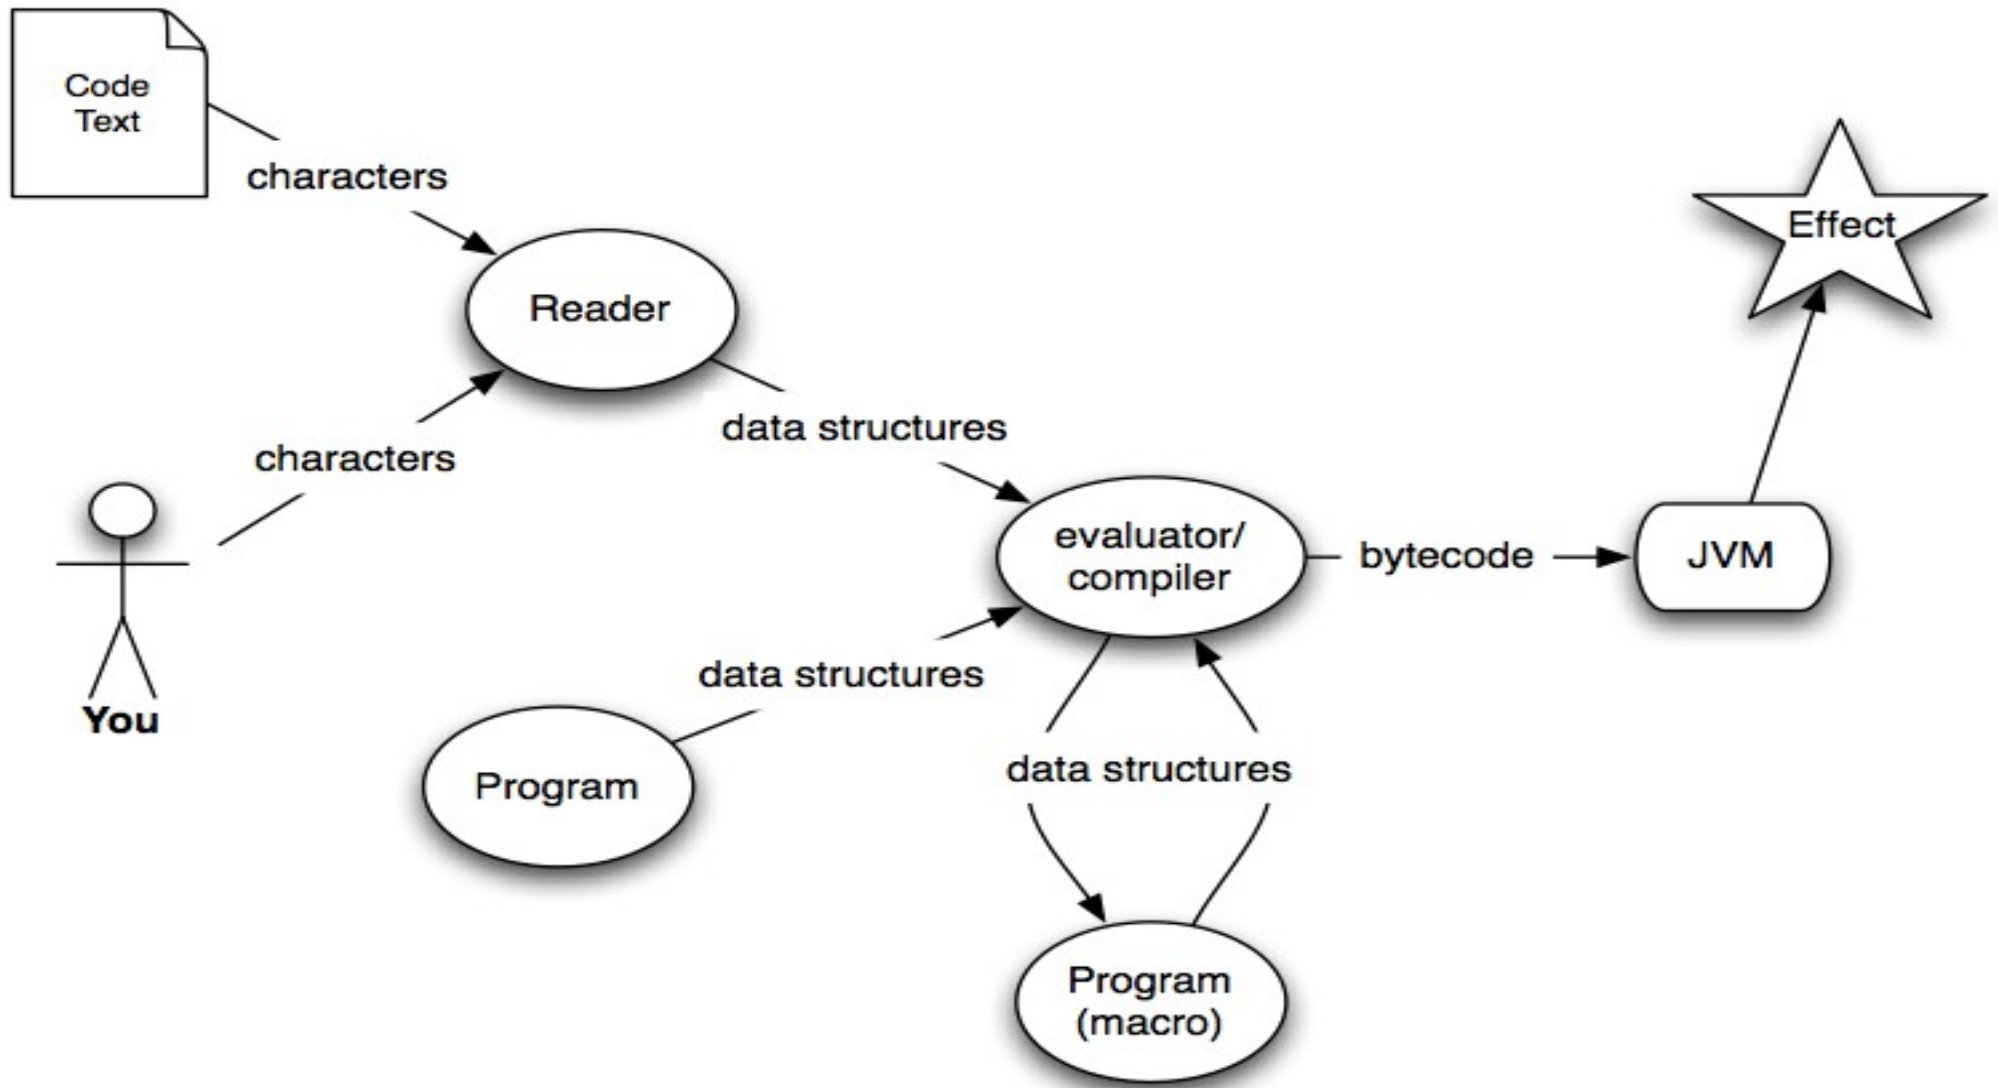 Code
Text
characters
Effect
Reader
data structures
characters
evaluator/
compiler
bytecode
JVM
data structures
You
Program
data structures
Program
(macro)